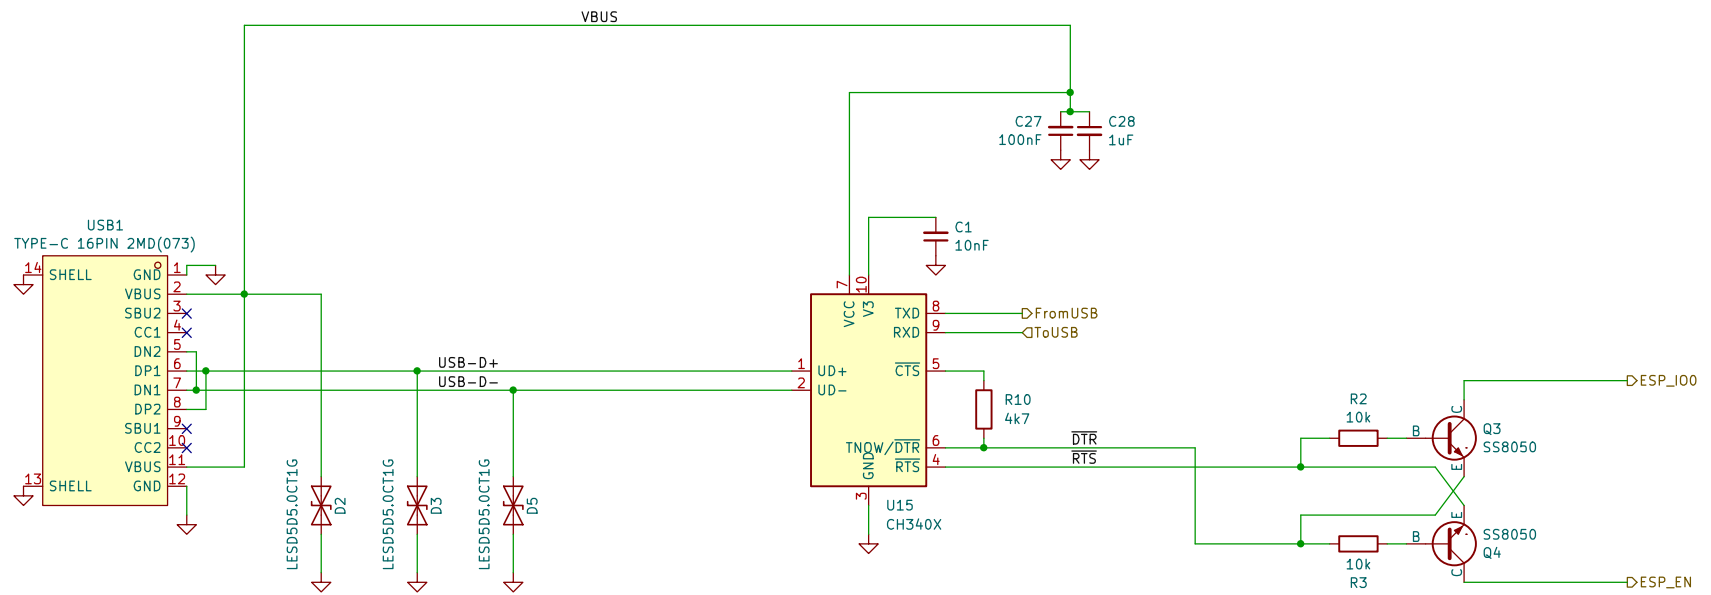 VBUS
C27
100nF
C28
1uF
USB1
TYPE-C 16PIN 2MD(073)
14 SHELL
13 SHELL
GND 1
VBUS 2
SBU2 3
CC1 4
DN2 5
DP1 6
DN1 7
DP2 8
SBU1 9
CC2 10
VBUS 11
GND 12
USB-D+
USB-D-
LESD5D5.0CT1G
D2
LESD5D5.0CT1G
D3
LESD5D5.0CT1G
D5
C1
10nF
7 VCC
10 V3
1 UD+
2 UD-
TXD 8
RXD 9
CTS 5
TNOW/DTR 6
RTS 4
GND 3
U15
CH340X
FromUSB
ToUSB
R10
4k7
DTR
RTS
R2
10k
B
C
E
Q3
SS8050
ESP_IO0
10k
R3
B
E
C
SS8050
Q4
ESP_EN